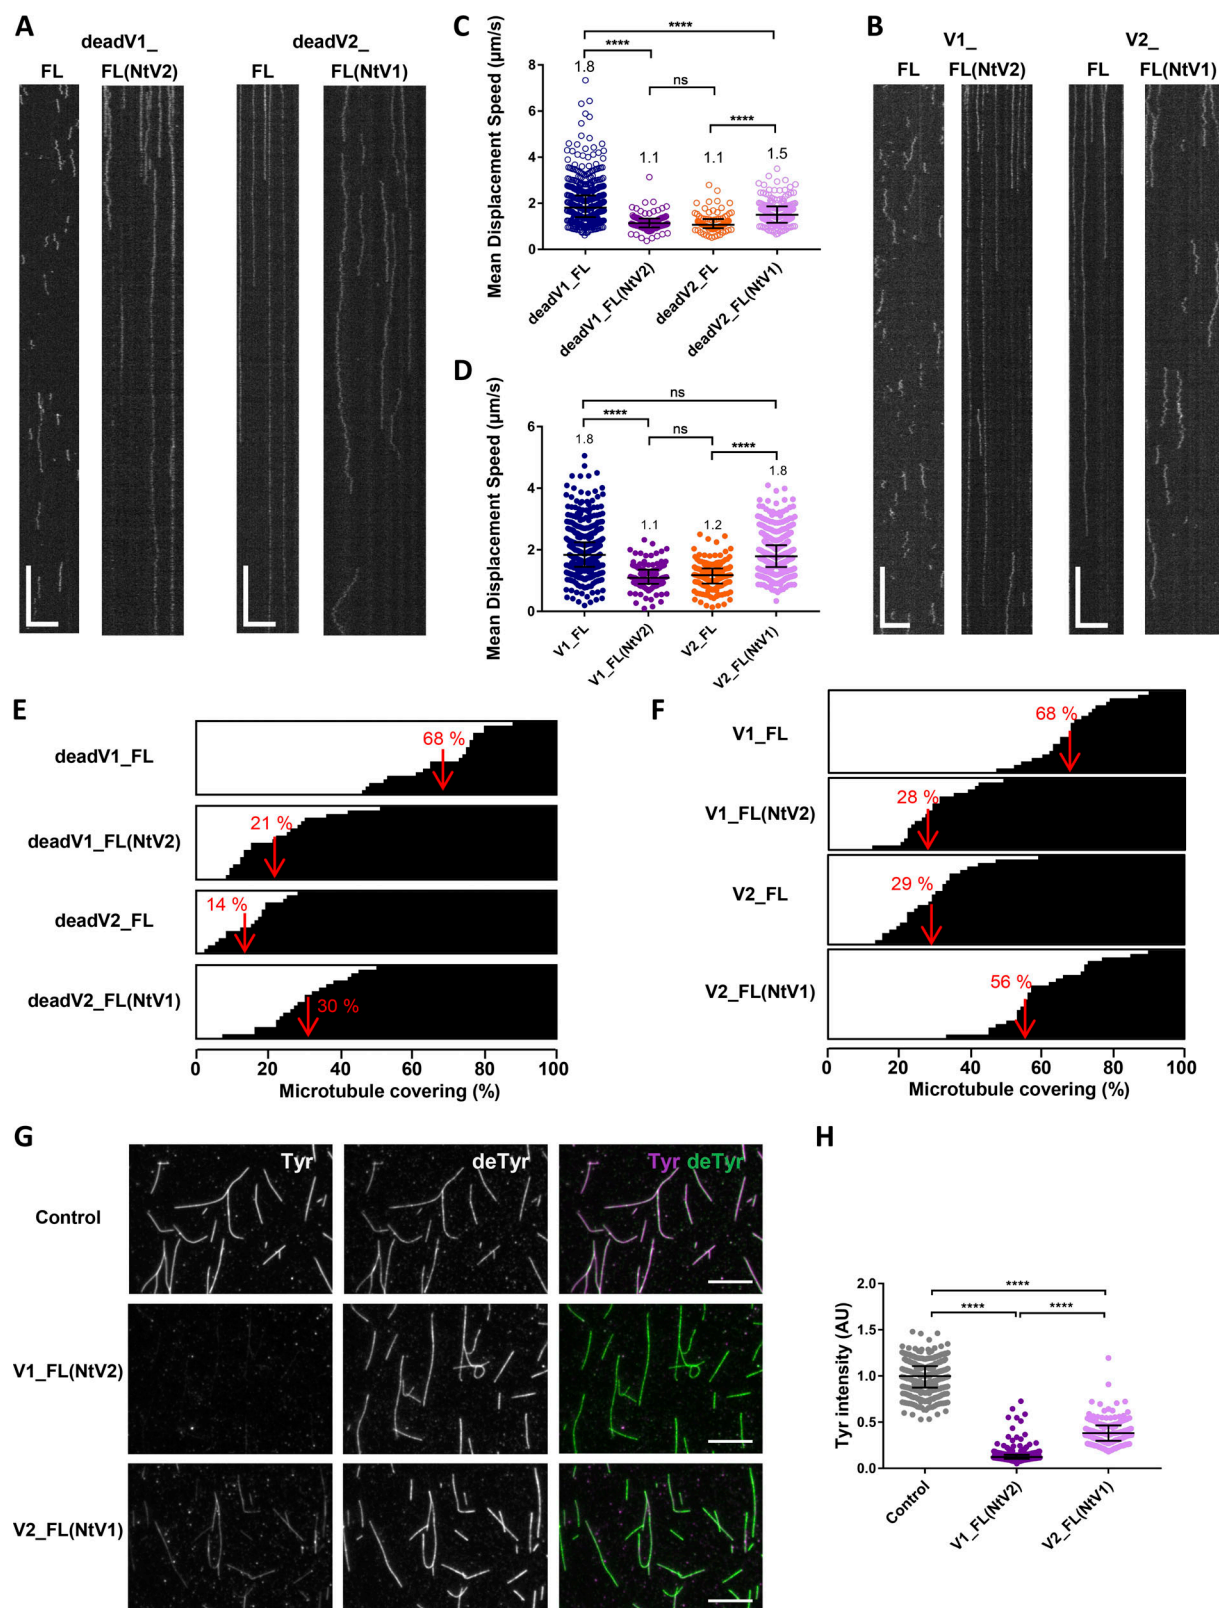 A
deadV1_
deadV2_
FL
FL(NtV2)
FL
FL(NtV1)
C
Mean Displacement Speed (µm/s)
8
6
4
2
0
****
****
ns
****
1.8
1.1
1.1
1.5
deadV1_FL
deadV1_FL(NtV2)
deadV2_FL
deadV2_FL(NtV1)
B
V1_
V2_
FL
FL(NtV2)
FL
FL(NtV1)
D
Mean Displacement Speed (µm/s)
6
4
2
0
ns
****
ns
****
1.8
1.1
1.2
1.8
V1_FL
V1_FL(NtV2)
V2_FL
V2_FL(NtV1)
E
deadV1_FL
68 %
deadV1_FL(NtV2)
21 %
deadV2_FL
14 %
deadV2_FL(NtV1)
30 %
0 20 40 60 80 100
Microtubule covering (%)
F
V1_FL
68 %
V1_FL(NtV2)
28 %
V2_FL
29 %
V2_FL(NtV1)
56 %
0 20 40 60 80 100
Microtubule covering (%)
G
Tyr
deTyr
Tyr deTyr
Control
V1_FL(NtV2)
V2_FL(NtV1)
H
Tyr intensity (AU)
2.0
1.5
1.0
0.5
0.0
****
****
****
Control
V1_FL(NtV2)
V2_FL(NtV1)